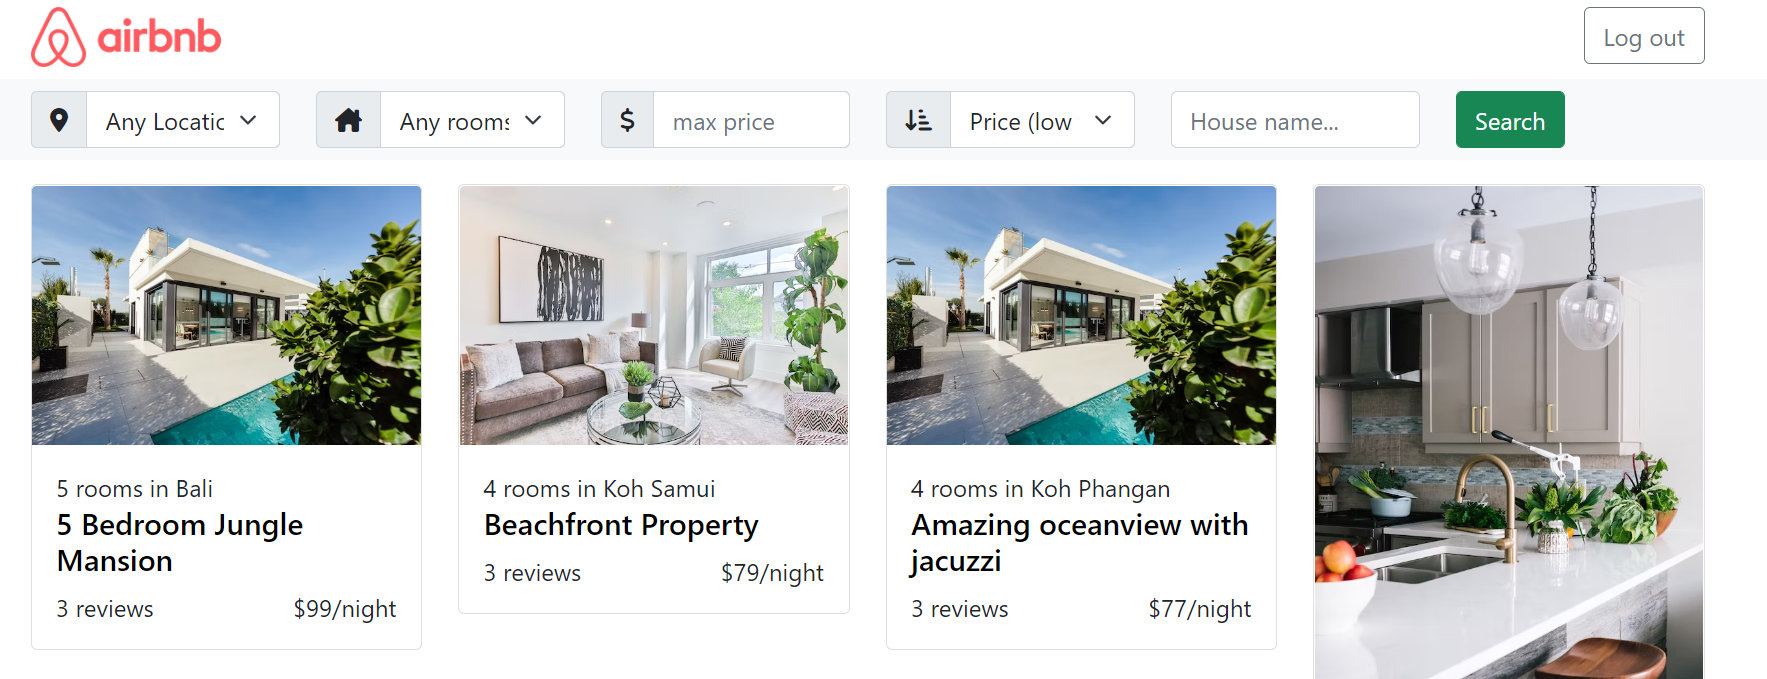 airbnb
Log out
Any Locatic
Any rooms
$
max price
Price (low
House name...
Search
5 rooms in Bali
5 Bedroom Jungle
Mansion
3 reviews
$99/night
4 rooms in Koh Samui
Beachfront Property
3 reviews
$79/night
4 rooms in Koh Phangan
Amazing oceanview with
jacuzzi
3 reviews
$77/night